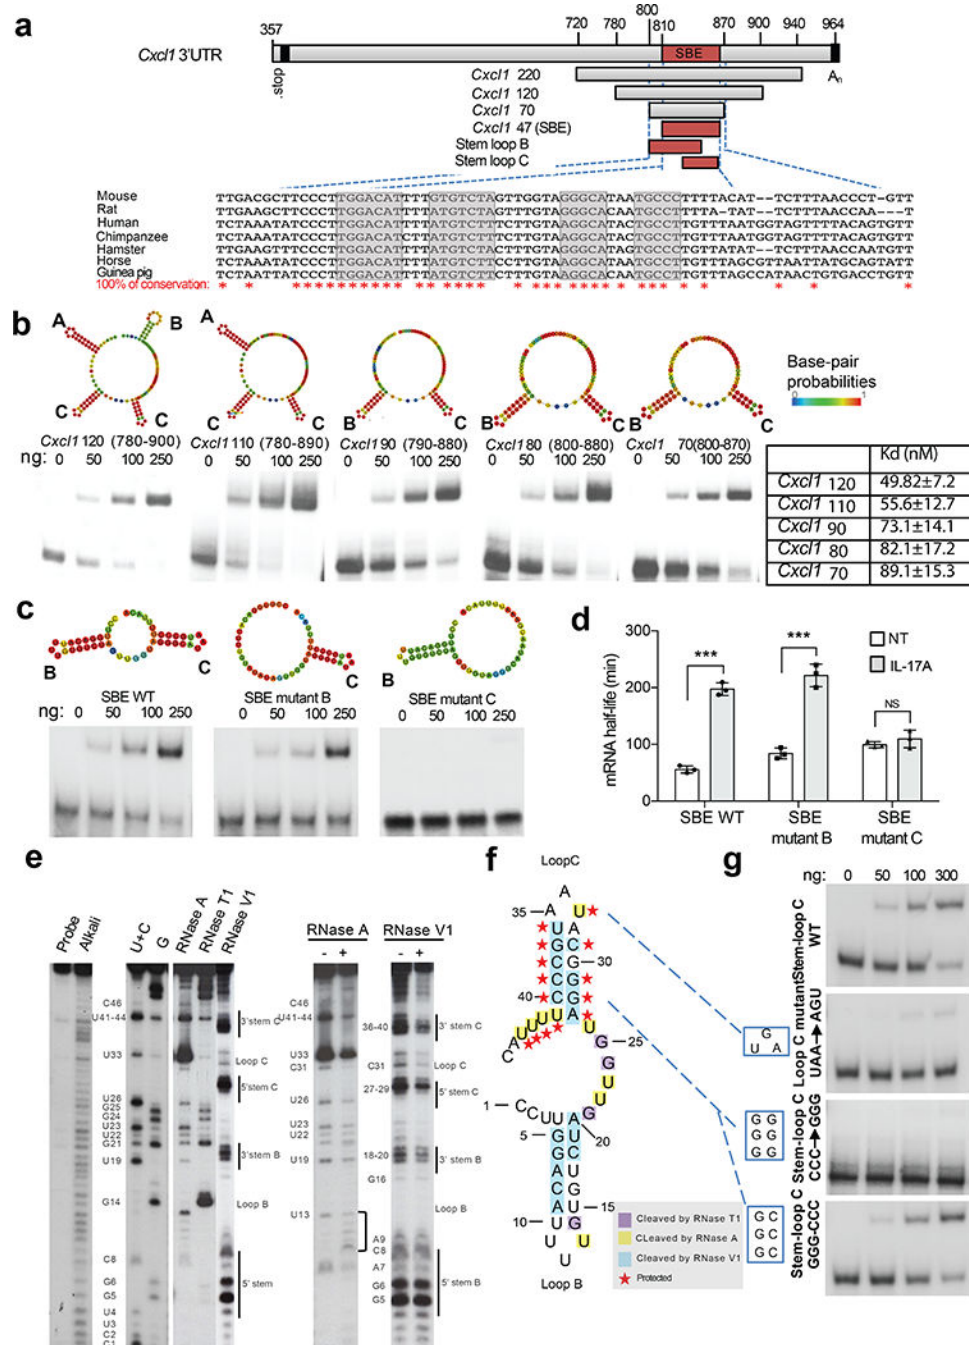 a
357
720
800
810
870
900
940
964
Cxcl1 3'UTR
SBE
.stop
An
Cxcl1 220
Cxcl1 120
Cxcl1 70
Cxcl1 47 (SBE)
Stem loop B
Stem loop C
Mouse
Rat
Human
Chimpanzee
Hamster
Horse
Guinea pig
100% of conservation:
b
A
B
C
C
A
C
C
B
C
B
C
B
C
Base-pair
probabilities
0 1
Cxcl1 120 (780-900)
Cxcl1 110 (780-890)
Cxcl1 90 (790-880)
Cxcl1 80 (800-880)
Cxcl1 70(800-870)
ng: 0 50 100 250
0 50 100 250
0 50 100 250
0 50 100 250
0 50 100 250
Kd (nM)
Cxcl1 120 49.82±7.2
Cxcl1 110 55.6±12.7
Cxcl1 90 73.1±14.1
Cxcl1 80 82.1±17.2
Cxcl1 70 89.1±15.3
c
B
C
C
B
SBE WT
SBE mutant B
SBE mutant C
ng: 0 50 100 250
0 50 100 250
0 50 100 250
d
mRNA half-life (min)
300
200
100
0
***
***
NS
NT
IL-17A
SBE WT
SBE mutant B
SBE mutant C
e
Probe
Alkali
U+C
G
RNase A
RNase T1
RNase V1
C46
U41-44
U33
C31
U26
G25
G24
U23
U22
G21
U19
G14
C8
G6
G5
U4
U3
C2
C1
3'stem C
Loop C
5'stem C
3' stem B
Loop B
5' stem
RNase A
- +
RNase V1
- +
C46
U41-44
U33
C31
U26
U23
U22
U19
U13
36-40
C31
27-29
18-20
G16
A9
C8
A7
G6
G5
3'stem C
Loop C
5'stem C
3' stem B
Loop B
5' stem B
f
LoopC
35
30
40
25
1
5
20
15
10
Loop B
Cleaved by RNase T1
CLeaved by RNase A
Cleaved by RNase V1
Protected
G
U A
G G
G G
G G
G C
G C
G C
g
ng: 0 50 100 300
Stem-loop C
WT
Loop C mutant
UAA→AGU
Stem-loop C
CCC→GGG
Stem-loop C
GGG-CCC